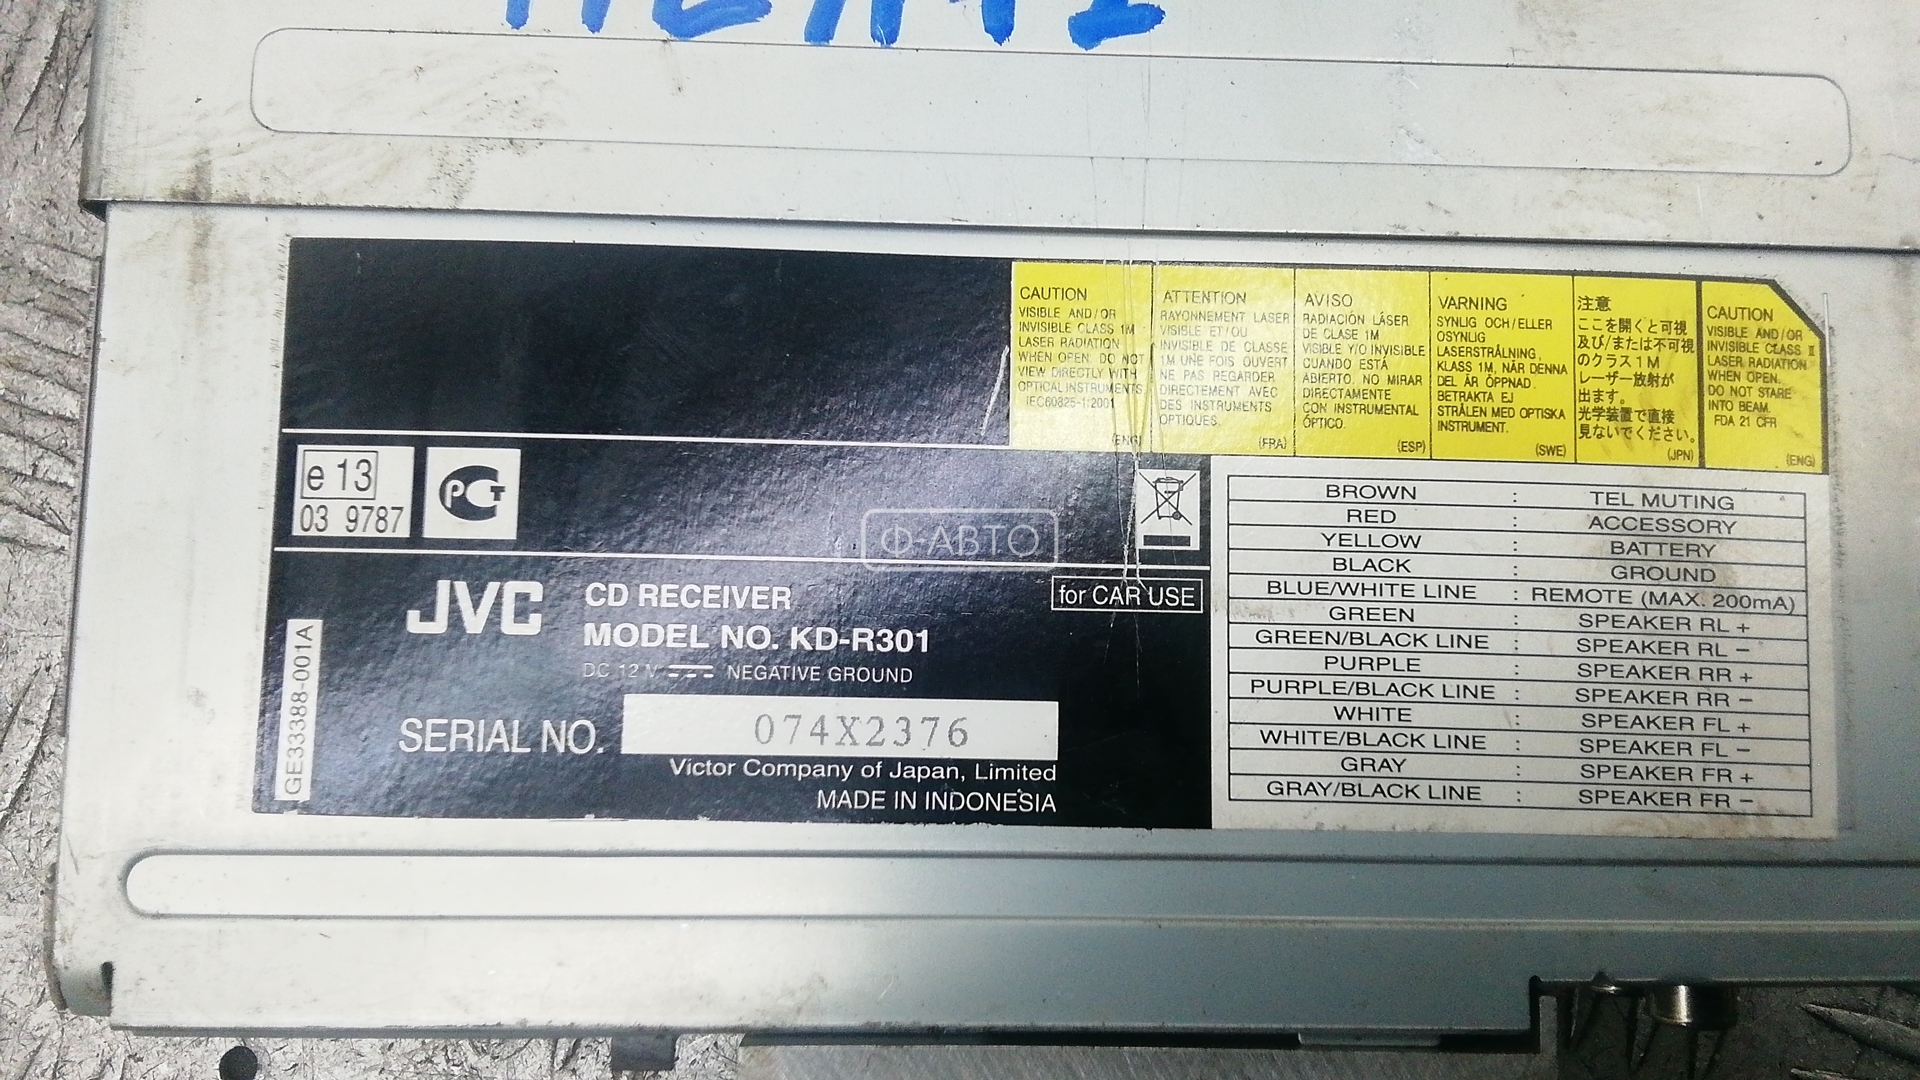 CAUTION
VISIBLE AND/OR
INVISIBLE CLASS 1M
LASER RADIATION
WHEN OPEN. DO NOT
VIEW DIRECTLY WITH
OPTICAL INSTRUMENTS
IEC60825-1:2001
(ENG)
ATTENTION
RAYONNEMENT LASER
VISIBLE ET/OU
INVISIBLE DE CLASSE
1M UNE FOIS OUVERT
NE PAS REGARDER
DIRECTEMENT AVEC
DES INSTRUMENTS
OPTIQUES.
(FRA)
AVISO
RADIACIÓN LÁSER
DE CLASE 1M
VISIBLE Y/O INVISIBLE
CUANDO ESTÁ
ABIERTO. NO MIRAR
DIRECTAMENTE
CON INSTRUMENTAL
ÓPTICO.
(ESP)
VARNING
SYNLIG OCH/ELLER
OSYNLIG
LASERSTRÅLNING,
KLASS 1M, NÄR DENNA
DEL ÄR ÖPPNAD.
BETRAKTA EJ
STRÅLEN MED OPTISKA
INSTRUMENT.
(SWE)
注意
ここを開くと可視
及び/または不可視
のクラス1M
レーザー放射が
出ます。
光学装置で直接
見ないでください。
(JPN)
CAUTION
VISIBLE AND/OR
INVISIBLE CLASS II
LASER RADIATION
WHEN OPEN.
DO NOT STARE
INTO BEAM.
FDA 21 CFR
(ENG)
e 13
03 9787
РСТ
Ф-АВТО
JVC
CD RECEIVER
for CAR USE
MODEL NO. KD-R301
DC 12 V NEGATIVE GROUND
GE33388-001A
SERIAL NO. 074X2376
Victor Company of Japan, Limited
MADE IN INDONESIA
BROWN : TEL MUTING
RED : ACCESSORY
YELLOW : BATTERY
BLACK : GROUND
BLUE/WHITE LINE : REMOTE (MAX. 200mA)
GREEN : SPEAKER RL +
GREEN/BLACK LINE : SPEAKER RL −
PURPLE : SPEAKER RR +
PURPLE/BLACK LINE : SPEAKER RR −
WHITE : SPEAKER FL +
WHITE/BLACK LINE : SPEAKER FL −
GRAY : SPEAKER FR +
GRAY/BLACK LINE : SPEAKER FR −